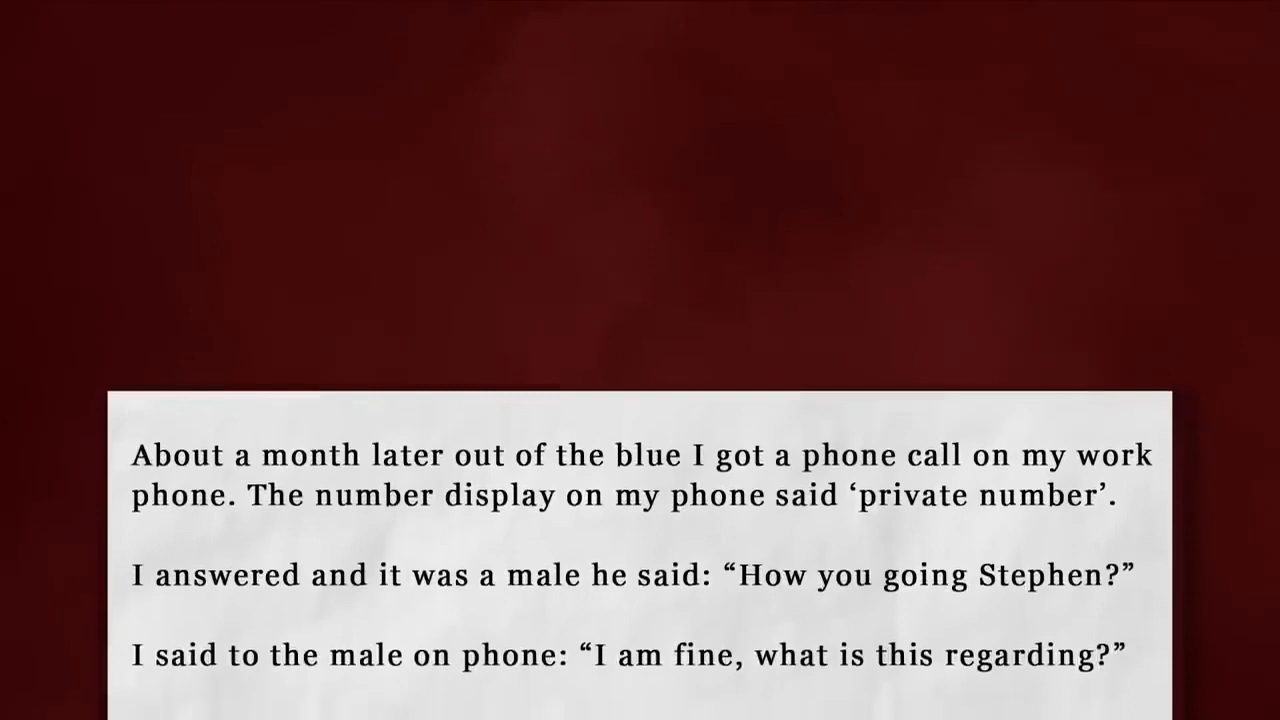 About a month later out of the blue I got a phone call on my work
phone. The number display on my phone said ‘private number’.
I answered and it was a male he said: “How you going Stephen?”
I said to the male on phone: “I am fine, what is this regarding?”